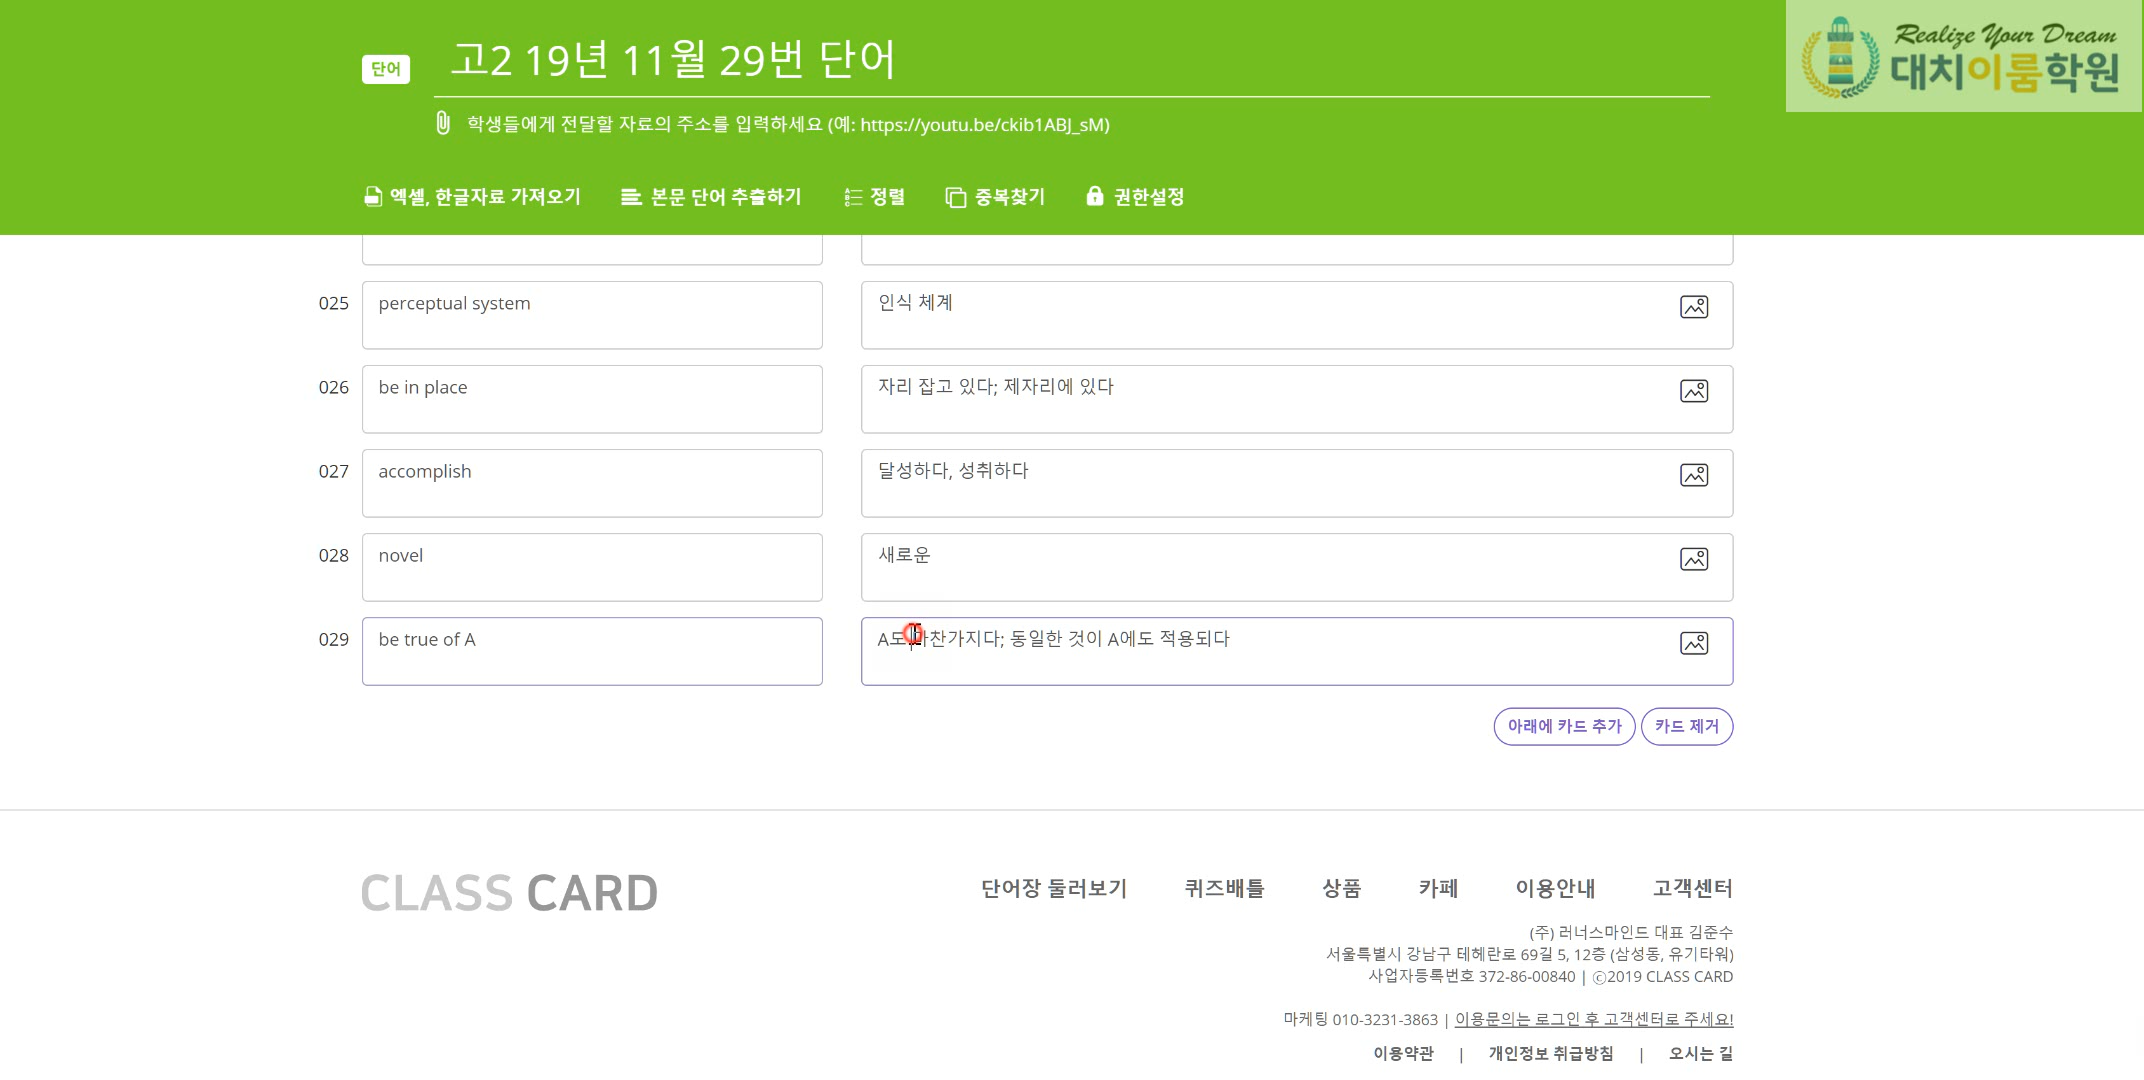 단어
고2 19년 11월 29번 단어
Realize Your Dream
대치이룸학원
학생들에게 전달할 자료의 주소를 입력하세요 (예: https://youtu.be/ckib1ABJ_sM)
엑셀, 한글자료 가져오기
본문 단어 추출하기
정렬
중복찾기
권한설정
025
perceptual system
인식 체계
026
be in place
자리 잡고 있다; 제자리에 있다
027
accomplish
달성하다, 성취하다
028
novel
새로운
029
be true of A
A도 마찬가지다; 동일한 것이 A에도 적용되다
아래에 카드 추가
카드 제거
CLASS CARD
단어장 둘러보기
퀴즈배틀
상품
카페
이용안내
고객센터
(주) 러너스마인드 대표 김준수
서울특별시 강남구 테헤란로 69길 5, 12층 (삼성동, 유기타워)
사업자등록번호 372-86-00840 | ⓒ2019 CLASS CARD
마케팅 010-3231-3863 | 이용문의는 로그인 후 고객센터로 주세요!
이용약관 | 개인정보 취급방침 | 오시는 길